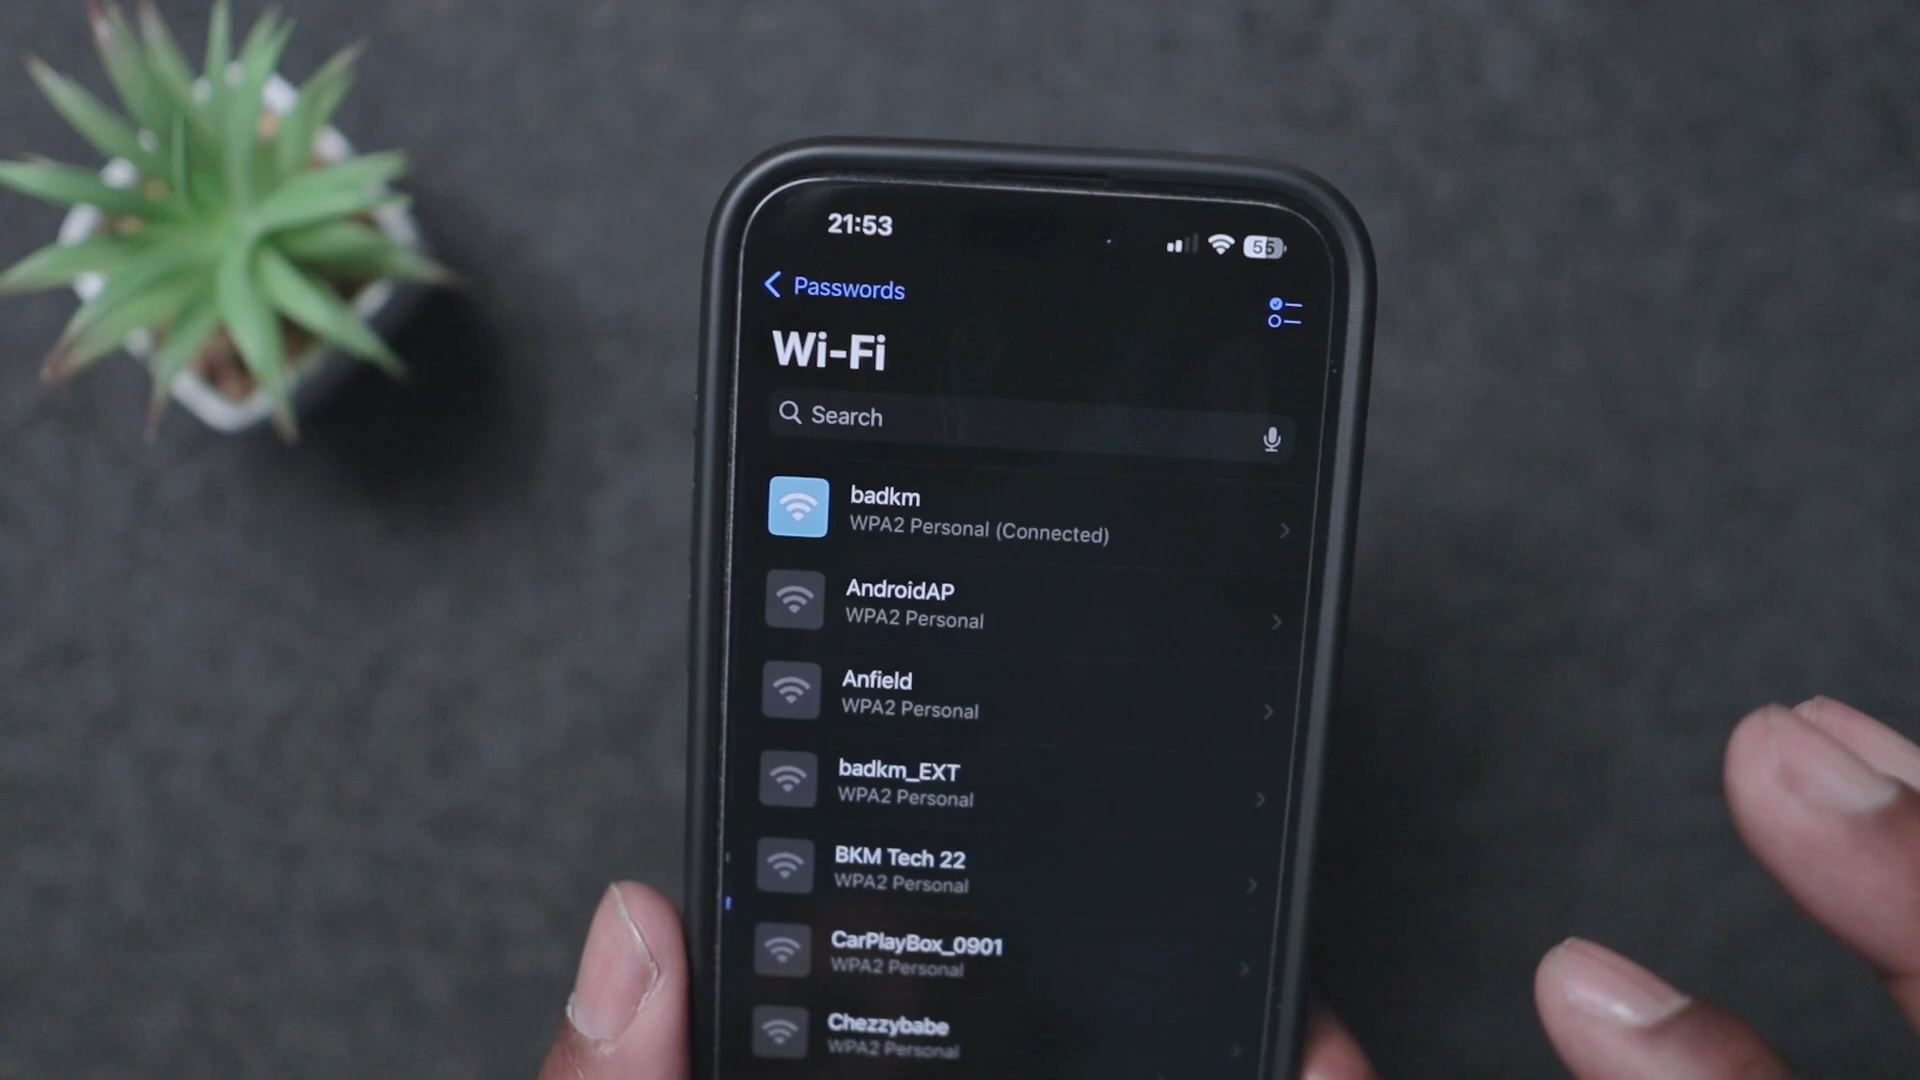 21:53
55
Passwords
Wi-Fi
Search
badkm
WPA2 Personal (Connected)
AndroidAP
WPA2 Personal
Anfield
WPA2 Personal
badkm_EXT
WPA2 Personal
BKM Tech 22
WPA2 Personal
CarPlayBox_0901
WPA2 Personal
Chezzybabe
WPA2 Personal